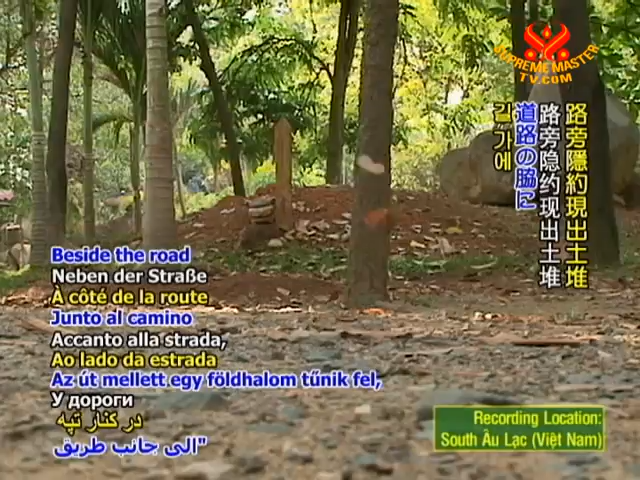 SUPREME MASTER
TV.COM
路旁隱約現出土堆
路旁隐约现出土堆
道路の脇に
길 가에
Beside the road
Neben der Straße
À côté de la route
Junto al camino
Accanto alla strada,
Ao lado da estrada
Az út mellett egy földhalom tűnik fel,
У дороги
در کنار تپه
"الى جانب طريق
Recording Location:
South Âu Lạc (Việt Nam)